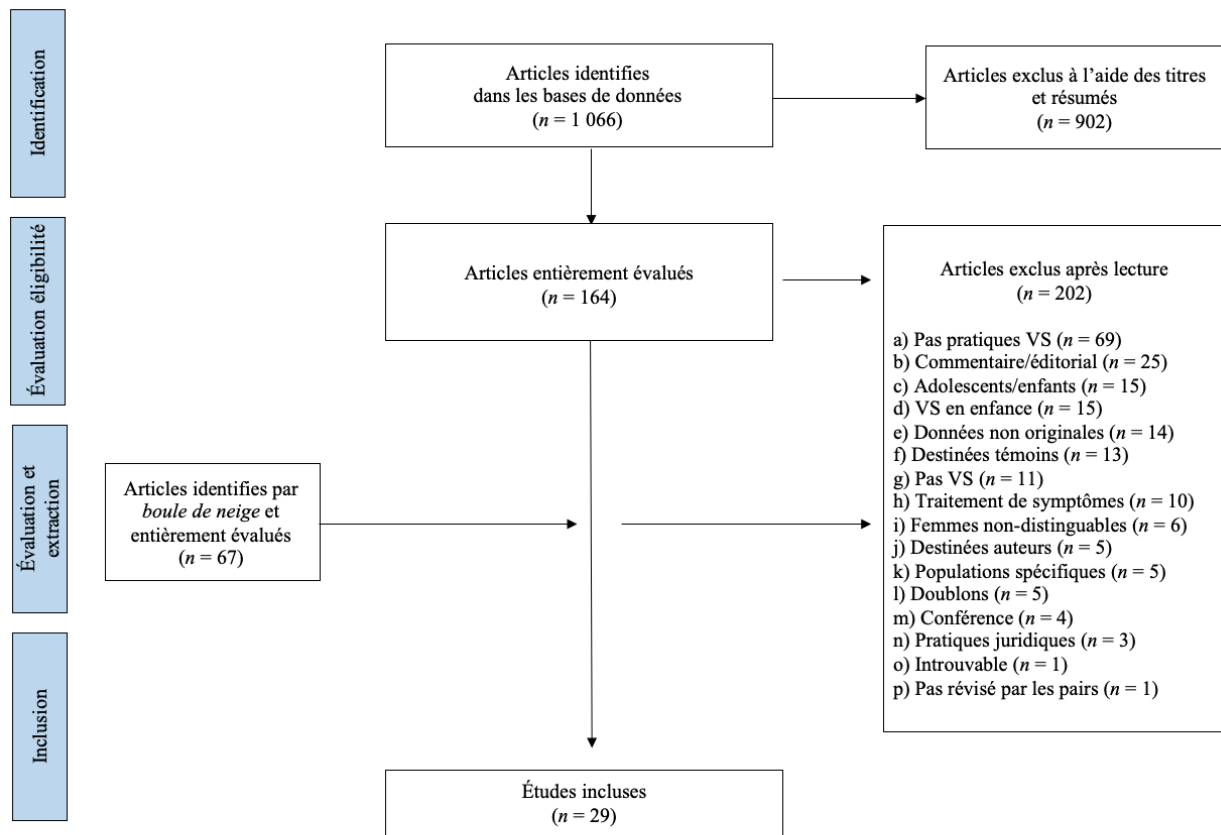 Identification
Articles identifies
dans les bases de données
(n = 1 066)
Articles exclus à l'aide des titres
et résumés
(n = 902)
Évaluation éligibilité
Articles entièrement évalués
(n = 164)
Articles exclus après lecture
(n = 202)
a) Pas pratiques VS (n = 69)
b) Commentaire/éditorial (n = 25)
c) Adolescents/enfants (n = 15)
d) VS en enfance (n = 15)
e) Données non originales (n = 14)
f) Destinées témoins (n = 13)
g) Pas VS (n = 11)
h) Traitement de symptômes (n = 10)
i) Femmes non-distinguables (n = 6)
j) Destinées auteurs (n = 5)
k) Populations spécifiques (n = 5)
l) Doublons (n = 5)
m) Conférence (n = 4)
n) Pratiques juridiques (n = 3)
o) Introuvable (n = 1)
p) Pas révisé par les pairs (n = 1)
Évaluation et
extraction
Articles identifies par
boule de neige et
entièrement évalués
(n = 67)
Inclusion
Études incluses
(n = 29)